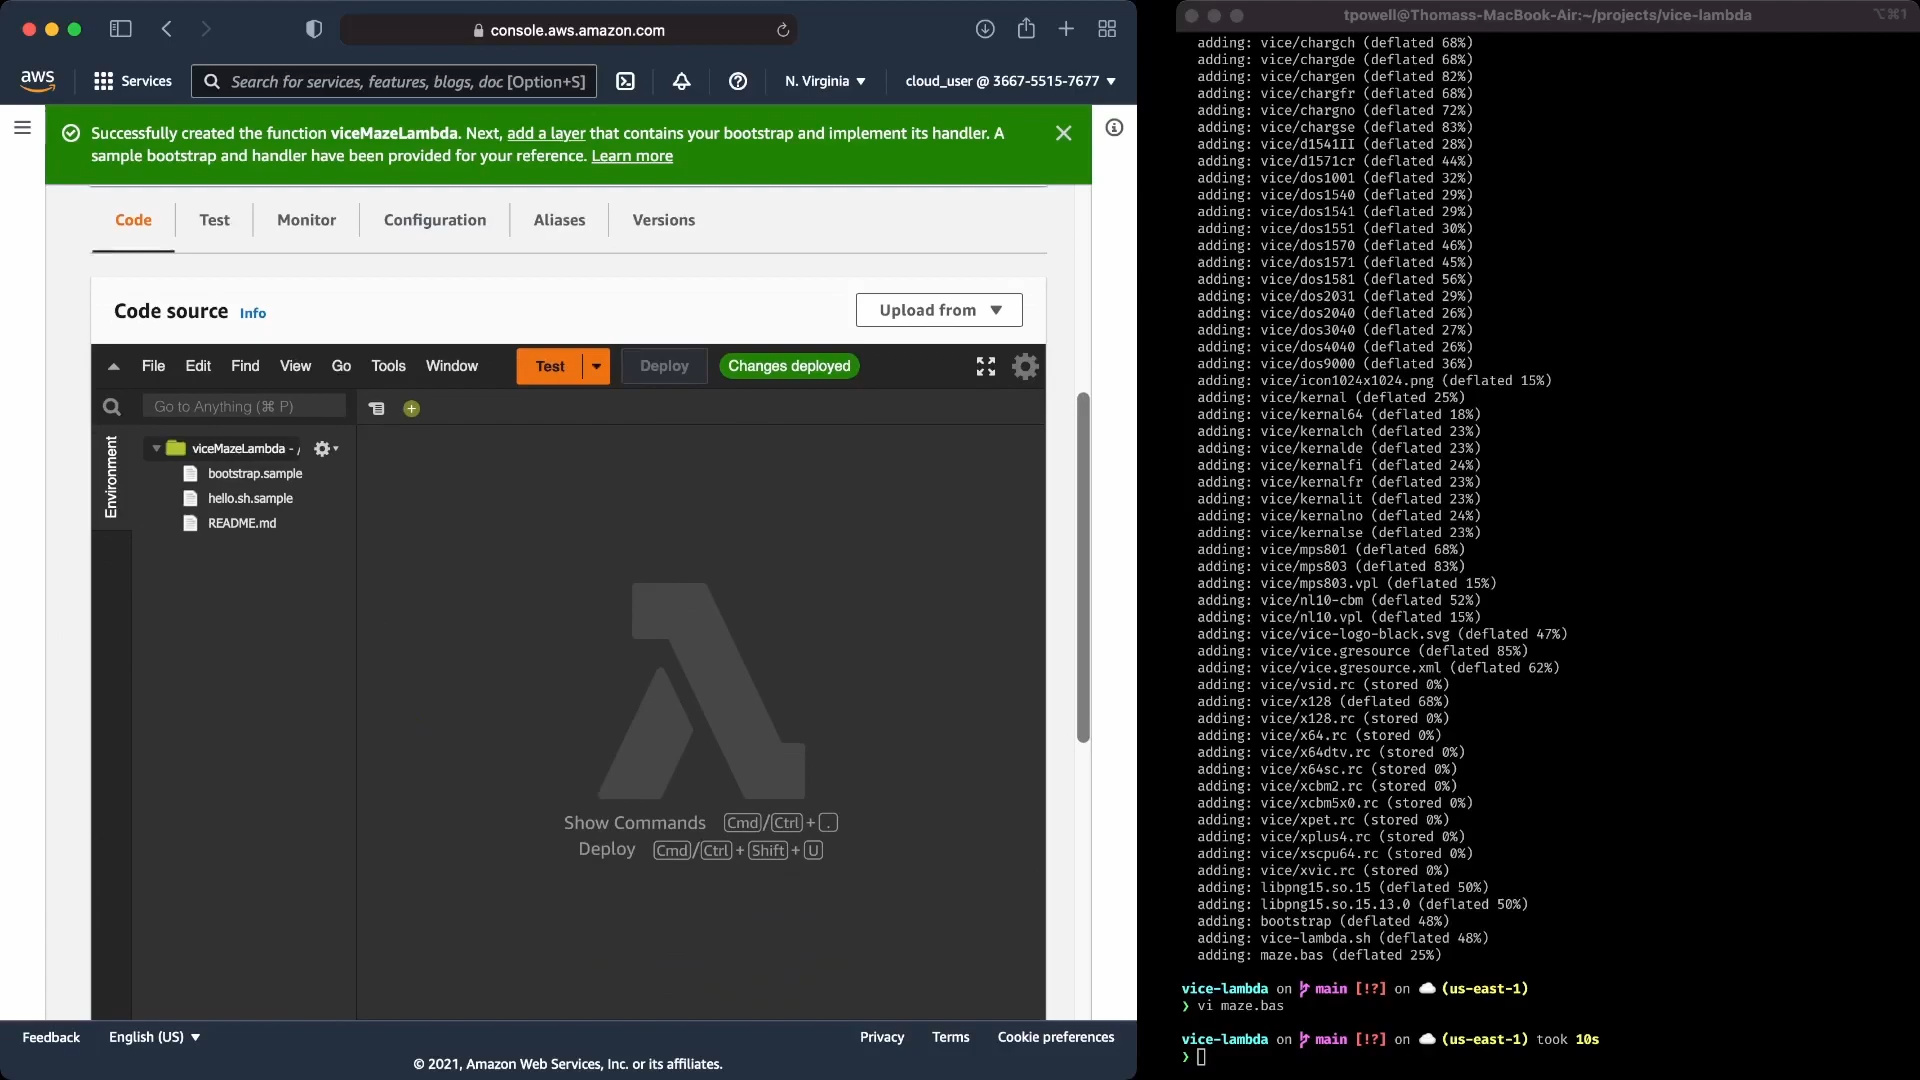 console.aws.amazon.com
aws
Services
Search for services, features, blogs, doc [Option+S]
N. Virginia ▼
cloud_user @ 3667-5515-7677 ▼
Successfully created the function viceMazeLambda. Next, add a layer that contains your bootstrap and implement its handler. A
sample bootstrap and handler have been provided for your reference. Learn more
Code
Test
Monitor
Configuration
Aliases
Versions
Code source Info
Upload from ▼
File
Edit
Find
View
Go
Tools
Window
Test
Deploy
Changes deployed
Go to Anything (⌘ P)
Environment
viceMazeLambda - /
bootstrap.sample
hello.sh.sample
README.md
Show Commands Cmd/Ctrl + .
Deploy Cmd/Ctrl + Shift + U
Feedback
English (US) ▼
Privacy
Terms
Cookie preferences
© 2021, Amazon Web Services, Inc. or its affiliates.
tpowell@Thomass-MacBook-Air:~/projects/vice-lambda
⌥⌘1
adding: vice/chargch (deflated 68%)
adding: vice/chargde (deflated 68%)
adding: vice/chargen (deflated 82%)
adding: vice/chargfr (deflated 68%)
adding: vice/chargno (deflated 72%)
adding: vice/chargse (deflated 83%)
adding: vice/d1541II (deflated 28%)
adding: vice/d1571cr (deflated 44%)
adding: vice/dos1001 (deflated 32%)
adding: vice/dos1540 (deflated 29%)
adding: vice/dos1541 (deflated 29%)
adding: vice/dos1551 (deflated 30%)
adding: vice/dos1570 (deflated 46%)
adding: vice/dos1571 (deflated 45%)
adding: vice/dos1581 (deflated 56%)
adding: vice/dos2031 (deflated 29%)
adding: vice/dos2040 (deflated 26%)
adding: vice/dos3040 (deflated 27%)
adding: vice/dos4040 (deflated 26%)
adding: vice/dos9000 (deflated 36%)
adding: vice/icon1024x1024.png (deflated 15%)
adding: vice/kernal (deflated 25%)
adding: vice/kernal64 (deflated 18%)
adding: vice/kernalch (deflated 23%)
adding: vice/kernalde (deflated 23%)
adding: vice/kernalfi (deflated 24%)
adding: vice/kernalfr (deflated 23%)
adding: vice/kernalit (deflated 23%)
adding: vice/kernalno (deflated 24%)
adding: vice/kernalse (deflated 23%)
adding: vice/mps801 (deflated 68%)
adding: vice/mps803 (deflated 83%)
adding: vice/mps803.vpl (deflated 15%)
adding: vice/nl10-cbm (deflated 52%)
adding: vice/nl10.vpl (deflated 15%)
adding: vice/vice-logo-black.svg (deflated 47%)
adding: vice/vice.gresource (deflated 85%)
adding: vice/vice.gresource.xml (deflated 62%)
adding: vice/vsid.rc (stored 0%)
adding: vice/x128 (deflated 68%)
adding: vice/x128.rc (stored 0%)
adding: vice/x64.rc (stored 0%)
adding: vice/x64dtv.rc (stored 0%)
adding: vice/x64sc.rc (stored 0%)
adding: vice/xcbm2.rc (stored 0%)
adding: vice/xcbm5x0.rc (stored 0%)
adding: vice/xpet.rc (stored 0%)
adding: vice/xplus4.rc (stored 0%)
adding: vice/xscpu64.rc (stored 0%)
adding: vice/xvic.rc (stored 0%)
adding: libpng15.so.15 (deflated 50%)
adding: libpng15.so.15.13.0 (deflated 50%)
adding: bootstrap (deflated 48%)
adding: vice-lambda.sh (deflated 48%)
adding: maze.bas (deflated 25%)
vice-lambda on main [!?] on (us-east-1)
❯ vi maze.bas
vice-lambda on main [!?] on (us-east-1) took 10s
❯